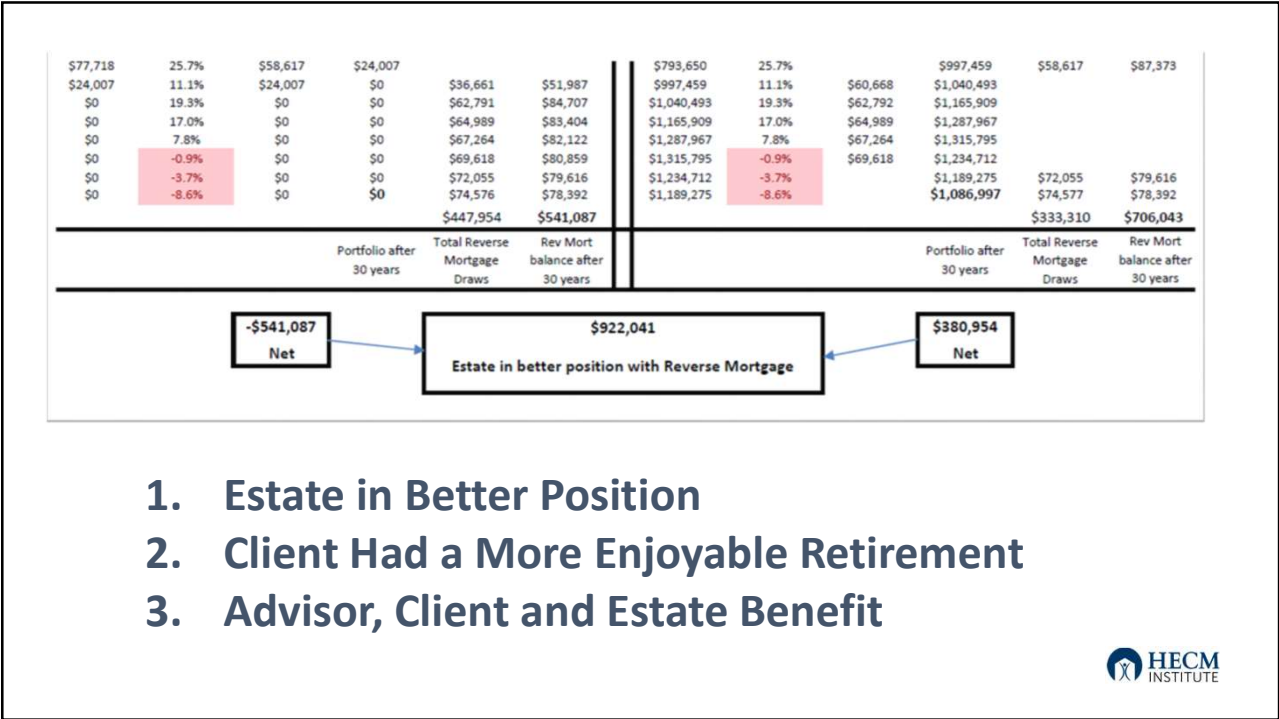 $77,718 25.7% $58,617 $24,007 $793,650 25.7% $997,459 $58,617 $87,373
$24,007 11.1% $24,007 $0 $36,661 $51,987 $997,459 11.1% $60,668 $1,040,493
$0 19.3% $0 $0 $62,791 $84,707 $1,040,493 19.3% $62,792 $1,165,909
$0 17.0% $0 $0 $64,989 $83,404 $1,165,909 17.0% $64,989 $1,287,967
$0 7.8% $0 $0 $67,264 $82,122 $1,287,967 7.8% $67,264 $1,315,795
$0 -0.9% $0 $0 $69,618 $80,859 $1,315,795 -0.9% $69,618 $1,234,712
$0 -3.7% $0 $0 $72,055 $79,616 $1,234,712 -3.7% $1,189,275 $72,055 $79,616
$0 -8.6% $0 $0 $74,576 $78,392 $1,189,275 -8.6% $1,086,997 $74,577 $78,392
$447,954 $541,087 $333,310 $706,043
Portfolio after 30 years
Total Reverse Mortgage Draws
Rev Mort balance after 30 years
Portfolio after 30 years
Total Reverse Mortgage Draws
Rev Mort balance after 30 years
-$541,087
Net
$922,041
Estate in better position with Reverse Mortgage
$380,954
Net
1. Estate in Better Position
2. Client Had a More Enjoyable Retirement
3. Advisor, Client and Estate Benefit
HECM
INSTITUTE